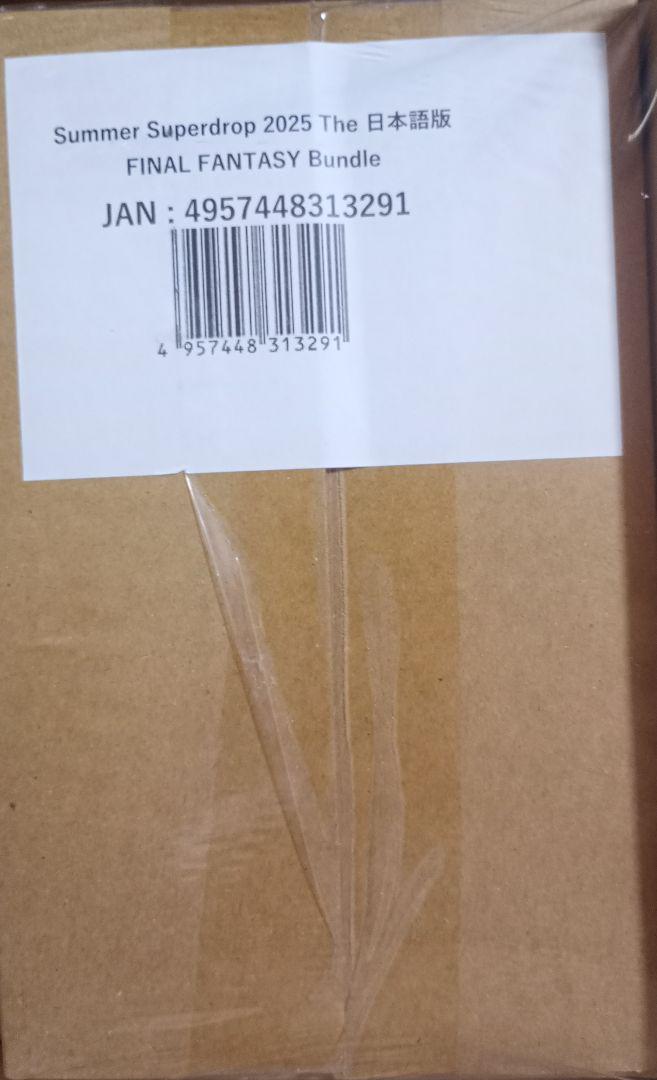 Summer Superdrop 2025 The 日本語版
FINAL FANTASY Bundle
JAN : 4957448313291
4 957448 313291